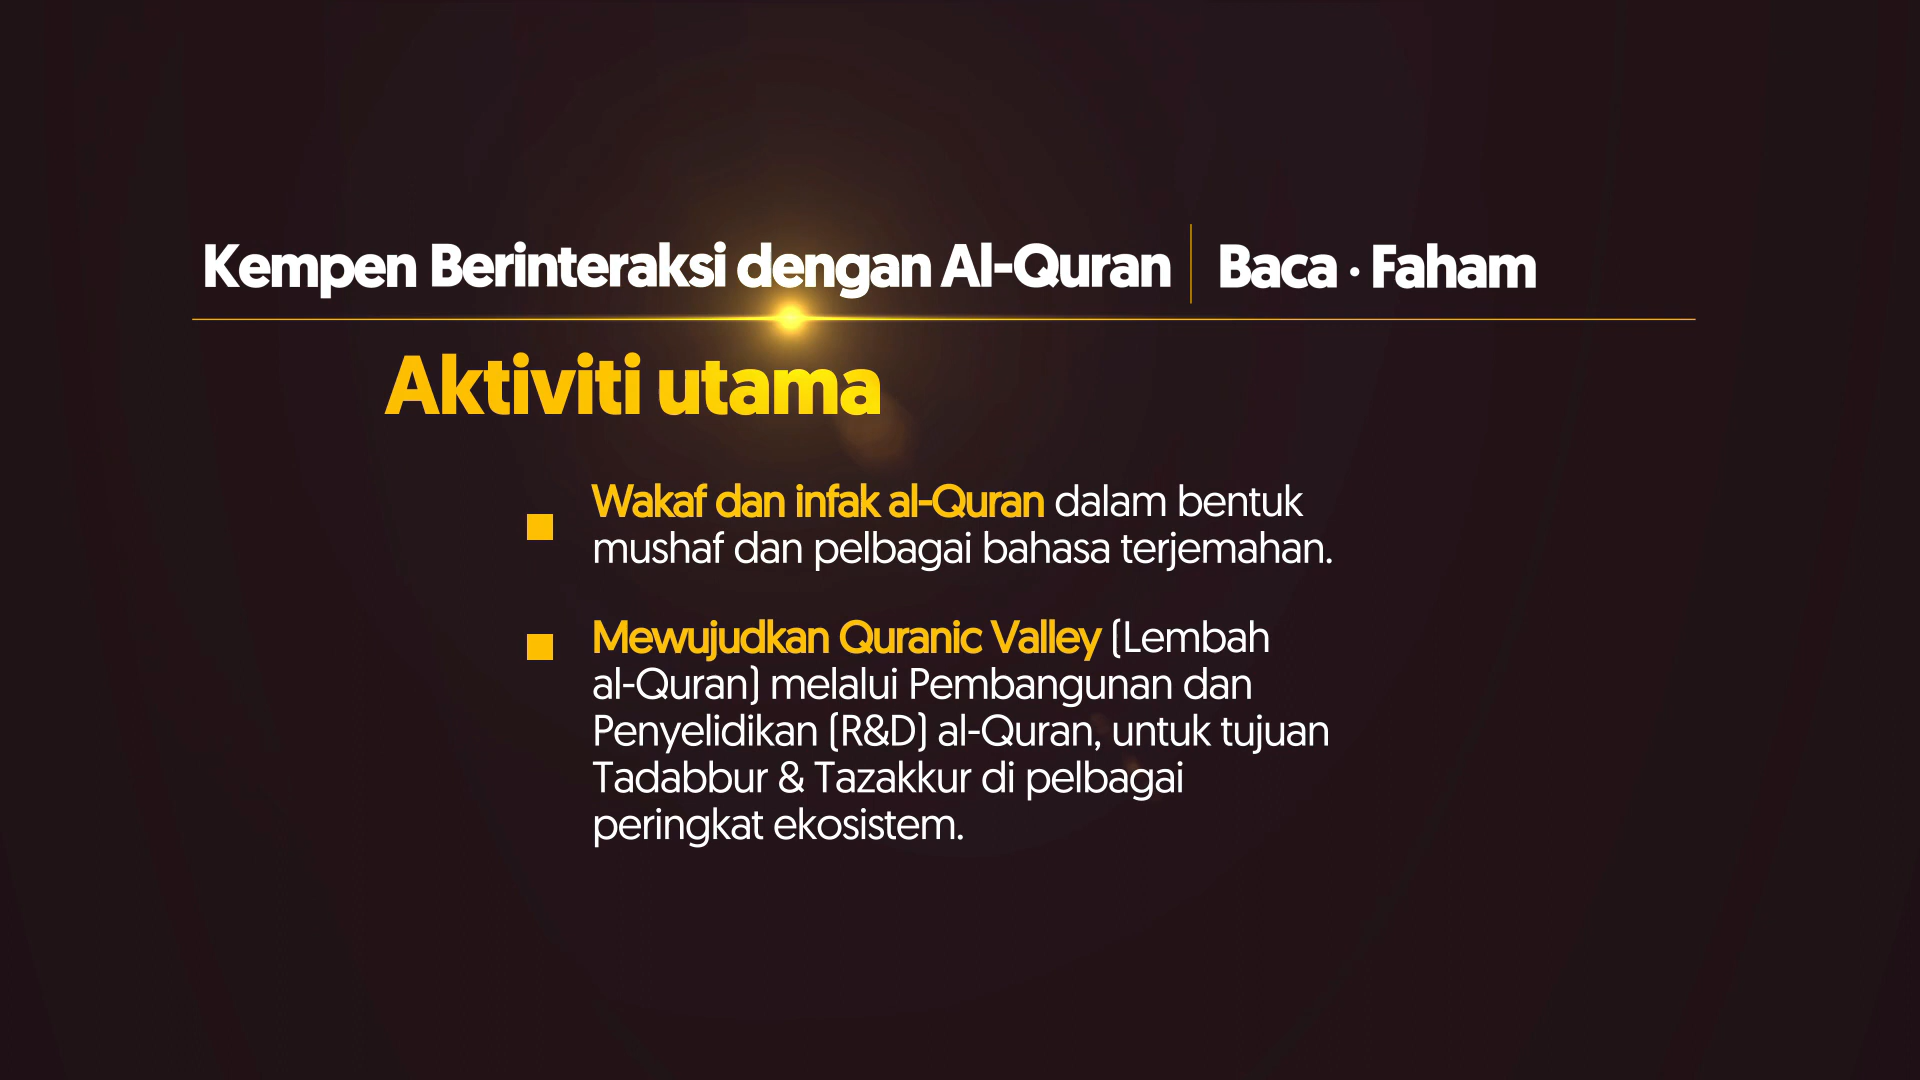 Kempen Berinteraksi dengan Al-Quran | Baca · Faham
Aktiviti utama
Wakaf dan infak al-Quran dalam bentuk
mushaf dan pelbagai bahasa terjemahan.
Mewujudkan Quranic Valley (Lembah
al-Quran) melalui Pembangunan dan
Penyelidikan (R&D) al-Quran, untuk tujuan
Tadabbur & Tazakkur di pelbagai
peringkat ekosistem.